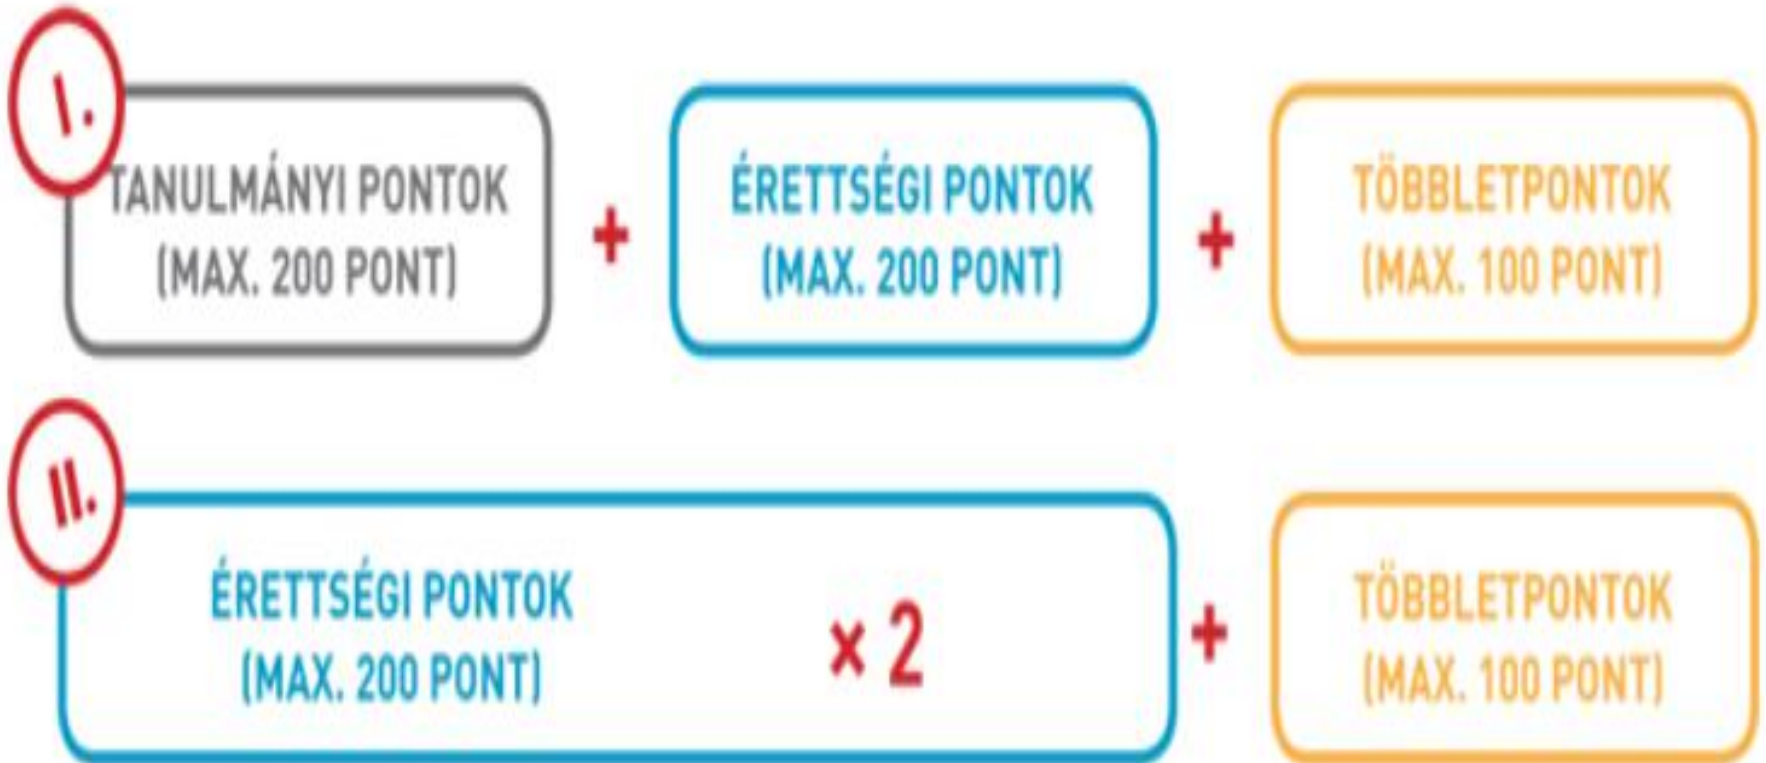 I.
TANULMÁNYI PONTOK
(MAX. 200 PONT)
+
ÉRETTSÉGI PONTOK
(MAX. 200 PONT)
+
TÖBBLETPONTOK
(MAX. 100 PONT)
II.
ÉRETTSÉGI PONTOK
(MAX. 200 PONT)
× 2
+
TÖBBLETPONTOK
(MAX. 100 PONT)